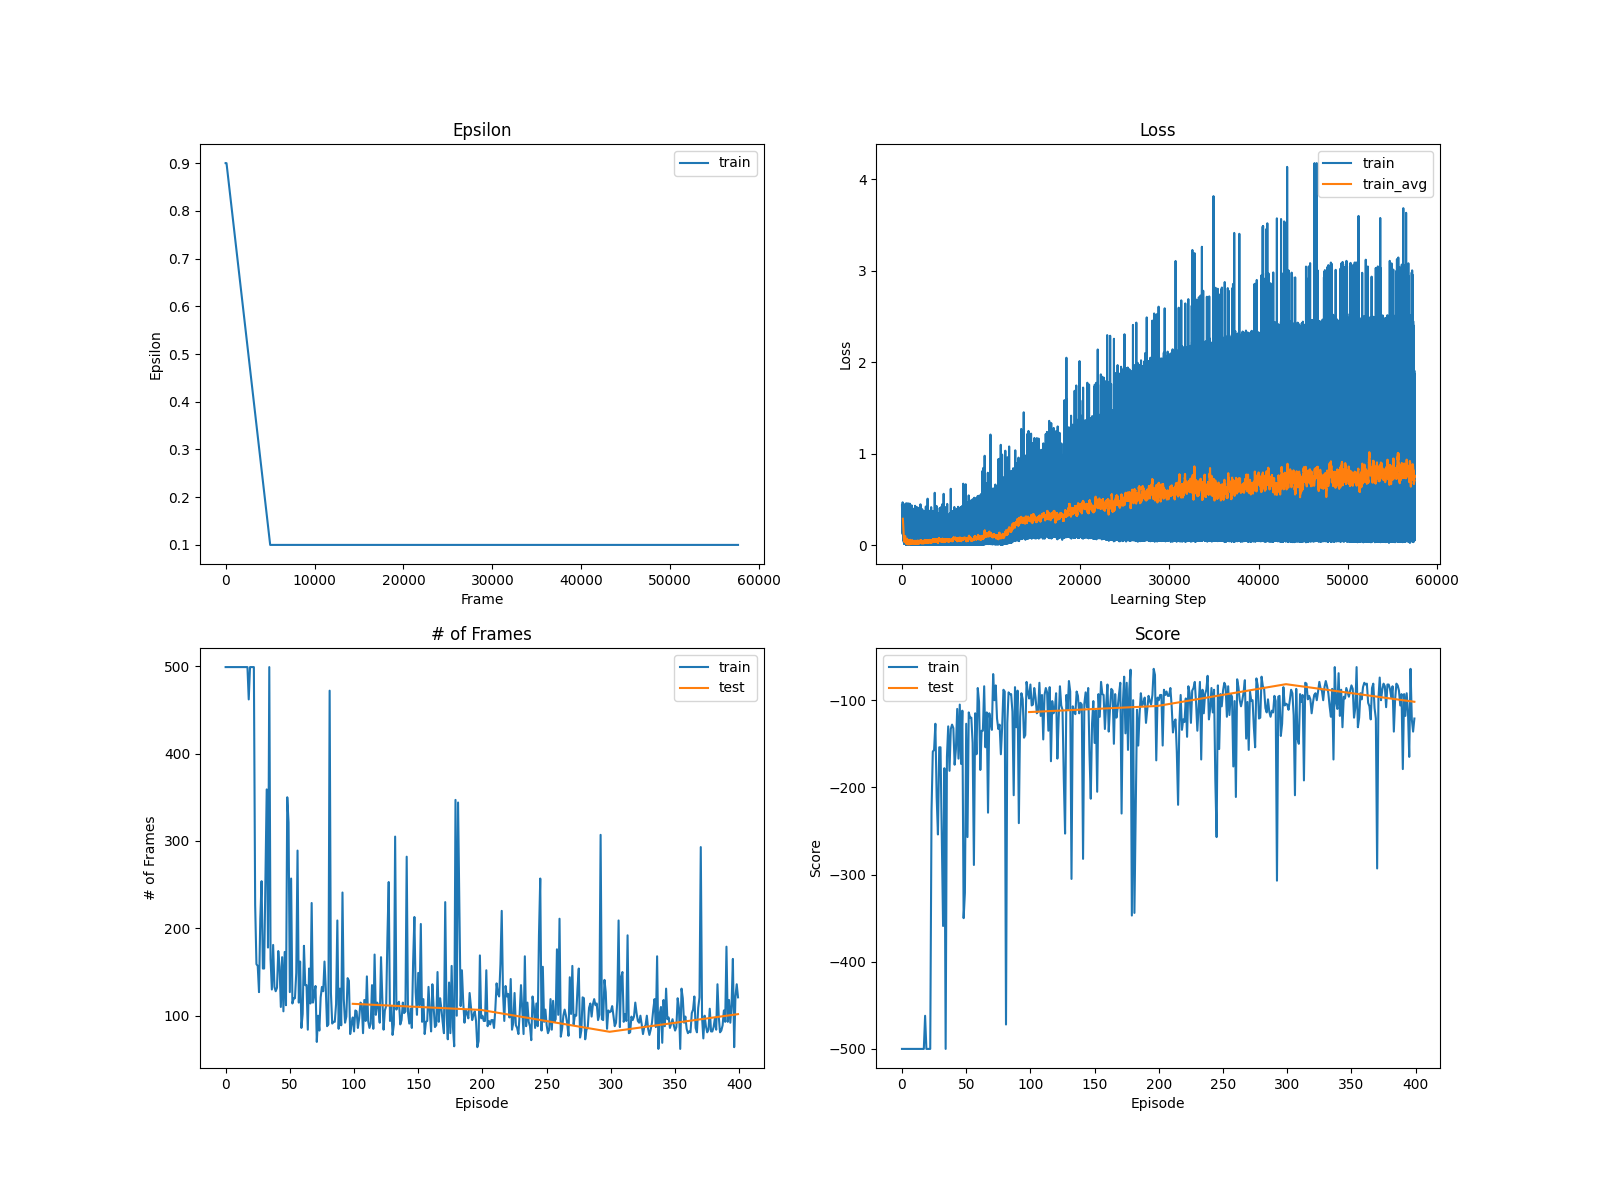 Epsilon
train
0.9
0.8
0.7
0.6
0.5
0.4
0.3
0.2
0.1
Epsilon
0 10000 20000 30000 40000 50000 60000
Frame
Loss
train
train_avg
4
3
2
1
0
Loss
0 10000 20000 30000 40000 50000 60000
Learning Step
# of Frames
train
test
500
400
300
200
100
# of Frames
0 50 100 150 200 250 300 350 400
Episode
Score
train
test
−100
−200
−300
−400
−500
Score
0 50 100 150 200 250 300 350 400
Episode